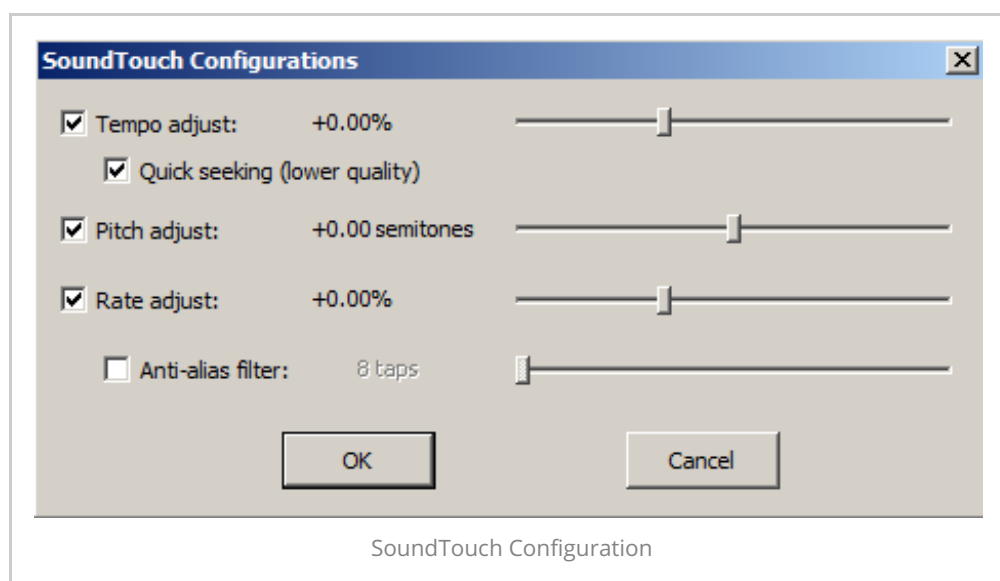 SoundTouch Configurations
Tempo adjust: +0.00%
Quick seeking (lower quality)
Pitch adjust: +0.00 semitones
Rate adjust: +0.00%
Anti-alias filter: 8 taps
OK Cancel
SoundTouch Configuration